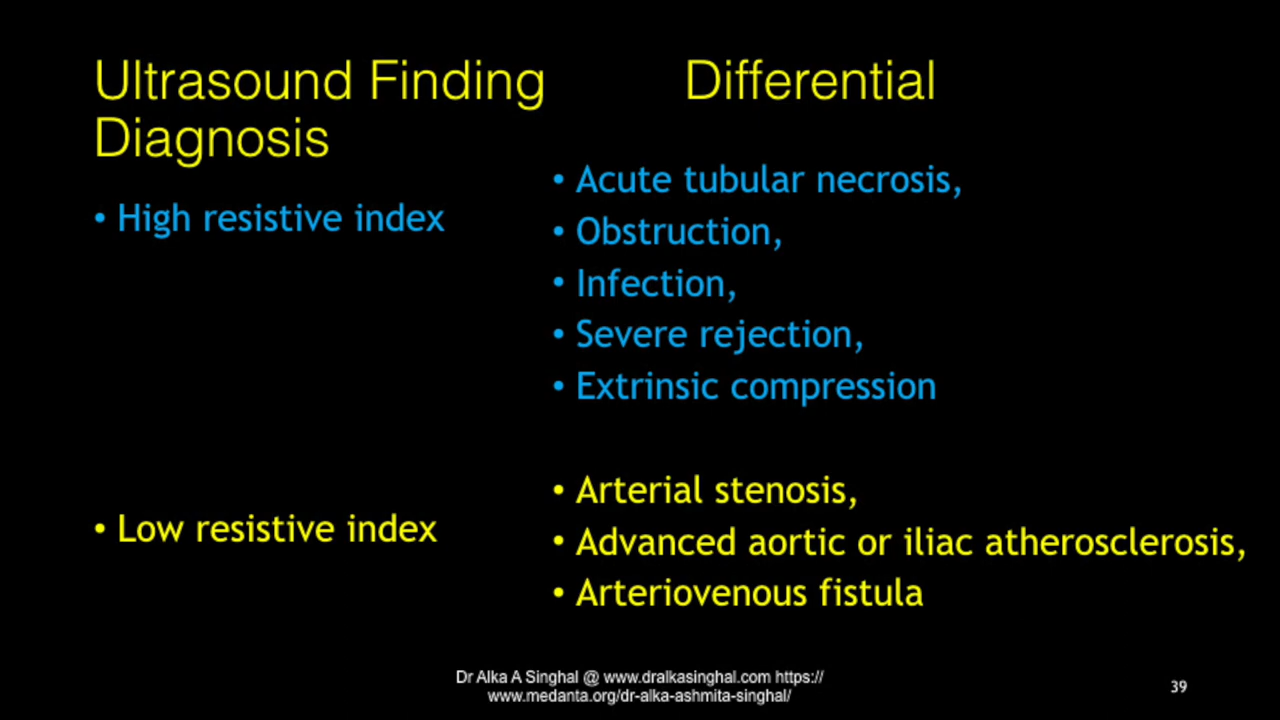 Ultrasound Finding Differential
Diagnosis
• High resistive index
• Acute tubular necrosis,
• Obstruction,
• Infection,
• Severe rejection,
• Extrinsic compression
• Low resistive index
• Arterial stenosis,
• Advanced aortic or iliac atherosclerosis,
• Arteriovenous fistula
Dr Alka A Singhal @ www.dralkasinghal.com https://
www.medanta.org/dr-alka-ashmita-singhal/
39